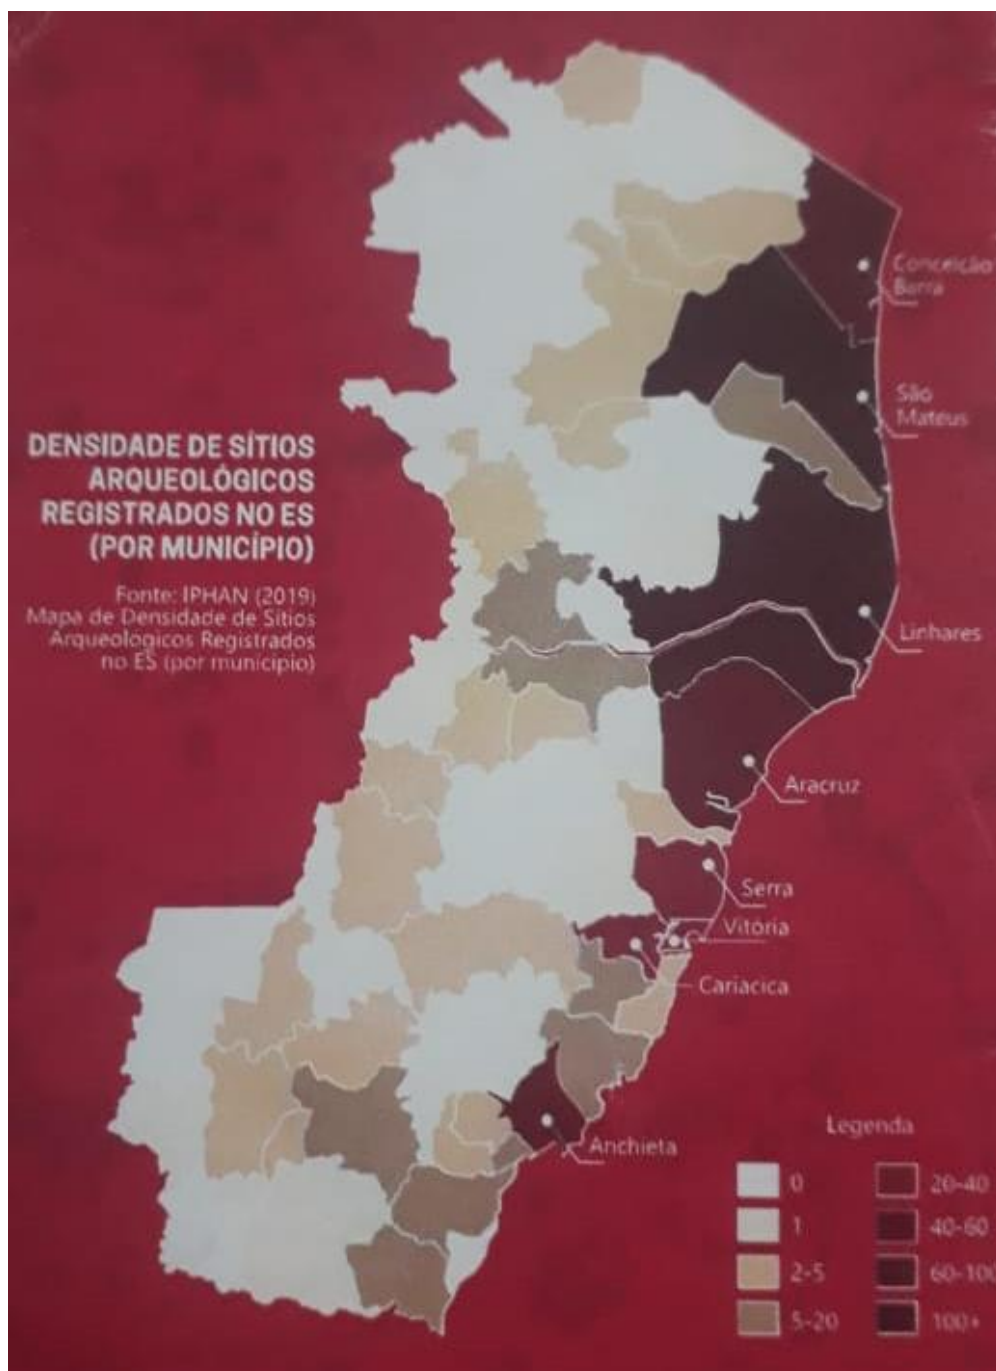 Conceição
Barra
São
Mateus
DENSIDADE DE SÍTIOS
ARQUEOLÓGICOS
REGISTRADOS NO ES
(POR MUNICÍPIO)
Fonte: IPHAN (2019)
Mapa de Densidade de Sítios
Arqueológicos Registrados
no ES (por município)
Linhares
Aracruz
Serra
Vitória
Cariacica
Anchieta
Legenda
0
1
2-5
5-20
20-40
40-60
60-100
100+